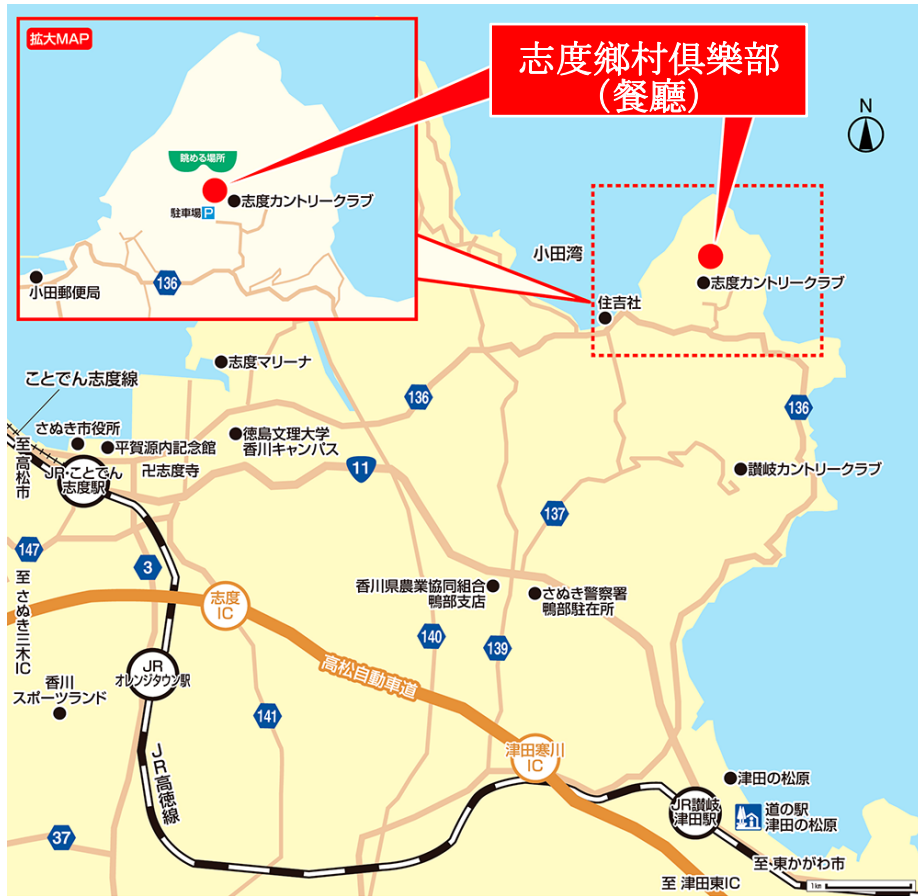 拡大MAP
志度鄉村俱樂部
(餐廳)
N
眺める場所
志度カントリークラブ
駐車場 P
136
小田郵便局
小田湾
志度カントリークラブ
住吉社
志度マリーナ
ことでん志度線
136
136
さぬき市役所
平賀源内記念館
徳島文理大学
香川キャンパス
至高松市
JR・ことでん
志度駅
卍志度寺
11
讃岐カントリークラブ
137
147
3
至さぬき三木IC
志度
IC
香川県農業協同組合
鴨部支店
さぬき警察署
鴨部駐在所
140
139
高松自動車道
JR
オレンジタウン駅
香川
スポーツランド
141
JR高徳線
津田寒川
IC
津田の松原
JR讃岐
津田駅
道の駅
津田の松原
37
至 東かがわ市
至 津田東IC
1km